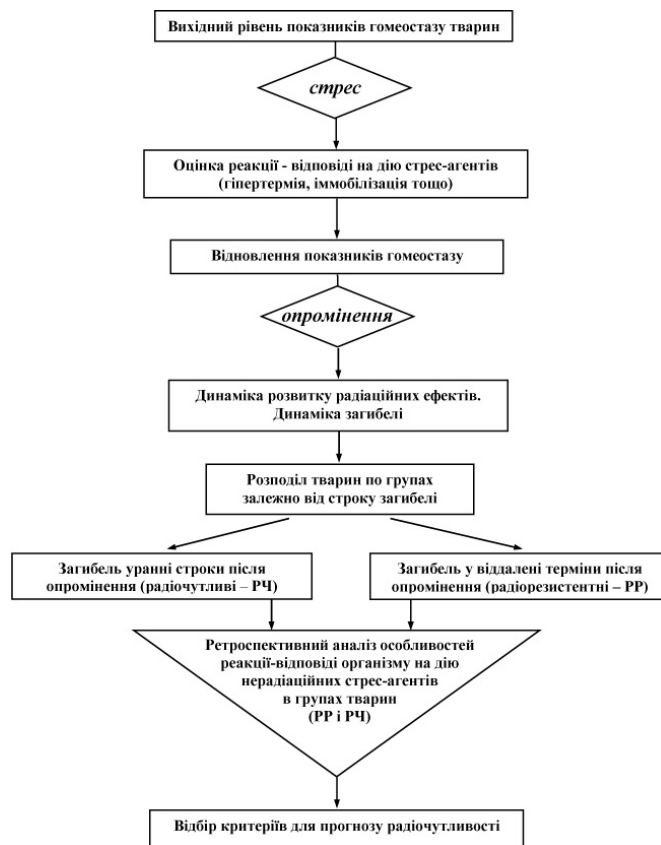 Вихідний рівень показників гомеостазу тварин
стрес
Оцінка реакції - відповіді на дію стрес-агентів
(гіпертермія, іммобілізація тощо)
Відновлення показників гомеостазу
опромінення
Динаміка розвитку радіаційних ефектів.
Динаміка загибелі
Розподіл тварин по групах
залежно від строку загибелі
Загибель уранні строки після
опромінення (радіочутливі – РЧ)
Загибель у віддалені терміни після
опромінення (радіорезистентні – РР)
Ретроспективний аналіз особливостей
реакції-відповіді організму на дію
нерадіаційних стрес-агентів
в групах тварин
(РР і РЧ)
Відбір критеріїв для прогнозу радіочутливості